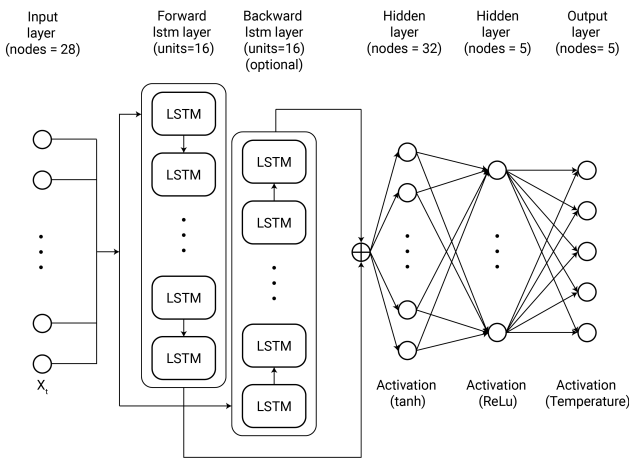 Input
layer
(nodes = 28)
Forward
lstm layer
(units=16)
Backward
lstm layer
(units=16)
(optional)
Hidden
layer
(nodes = 32)
Hidden
layer
(nodes = 5)
Output
layer
(nodes= 5)
LSTM
LSTM
LSTM
LSTM
LSTM
LSTM
LSTM
LSTM
Xt
Activation
(tanh)
Activation
(ReLu)
Activation
(Temperature)